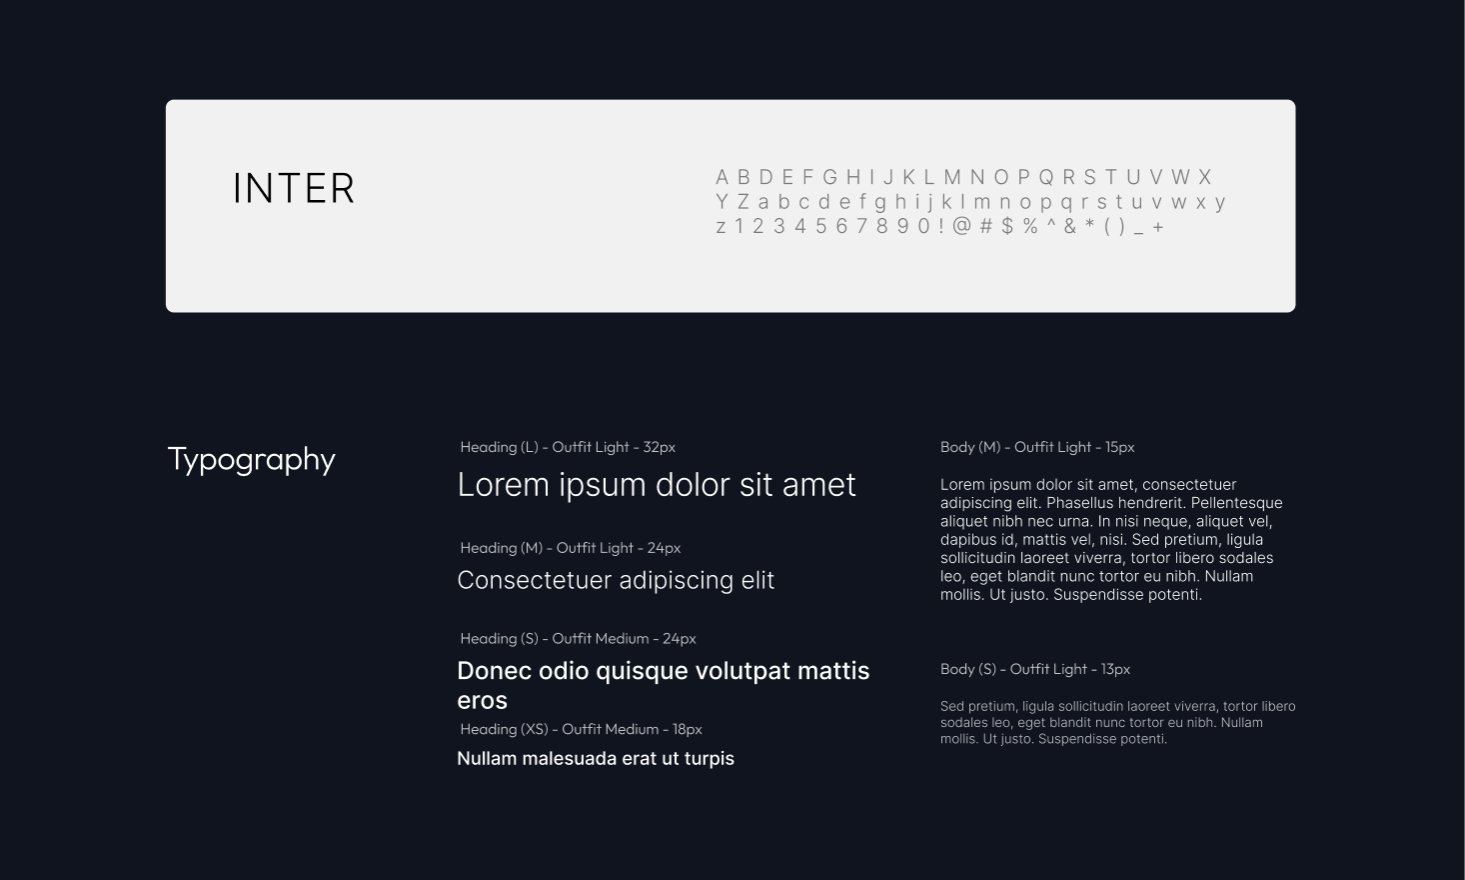 INTER
A B D E F G H I J K L M N O P Q R S T U V W X
Y Z a b c d e f g h i j k l m n o p q r s t u v w x y
z 1 2 3 4 5 6 7 8 9 0 ! @ # $ % ^ & * ( ) _ +
Typography
Heading (L) - Outfit Light - 32px
Lorem ipsum dolor sit amet
Heading (M) - Outfit Light - 24px
Consectetuer adipiscing elit
Heading (S) - Outfit Medium - 24px
Donec odio quisque volutpat mattis
eros
Heading (XS) - Outfit Medium - 18px
Nullam malesuada erat ut turpis
Body (M) - Outfit Light - 15px
Lorem ipsum dolor sit amet, consectetuer
adipiscing elit. Phasellus hendrerit. Pellentesque
aliquet nibh nec urna. In nisi neque, aliquet vel,
dapibus id, mattis vel, nisi. Sed pretium, ligula
sollicitudin laoreet viverra, tortor libero sodales
leo, eget blandit nunc tortor eu nibh. Nullam
mollis. Ut justo. Suspendisse potenti.
Body (S) - Outfit Light - 13px
Sed pretium, ligula sollicitudin laoreet viverra, tortor libero
sodales leo, eget blandit nunc tortor eu nibh. Nullam
mollis. Ut justo. Suspendisse potenti.